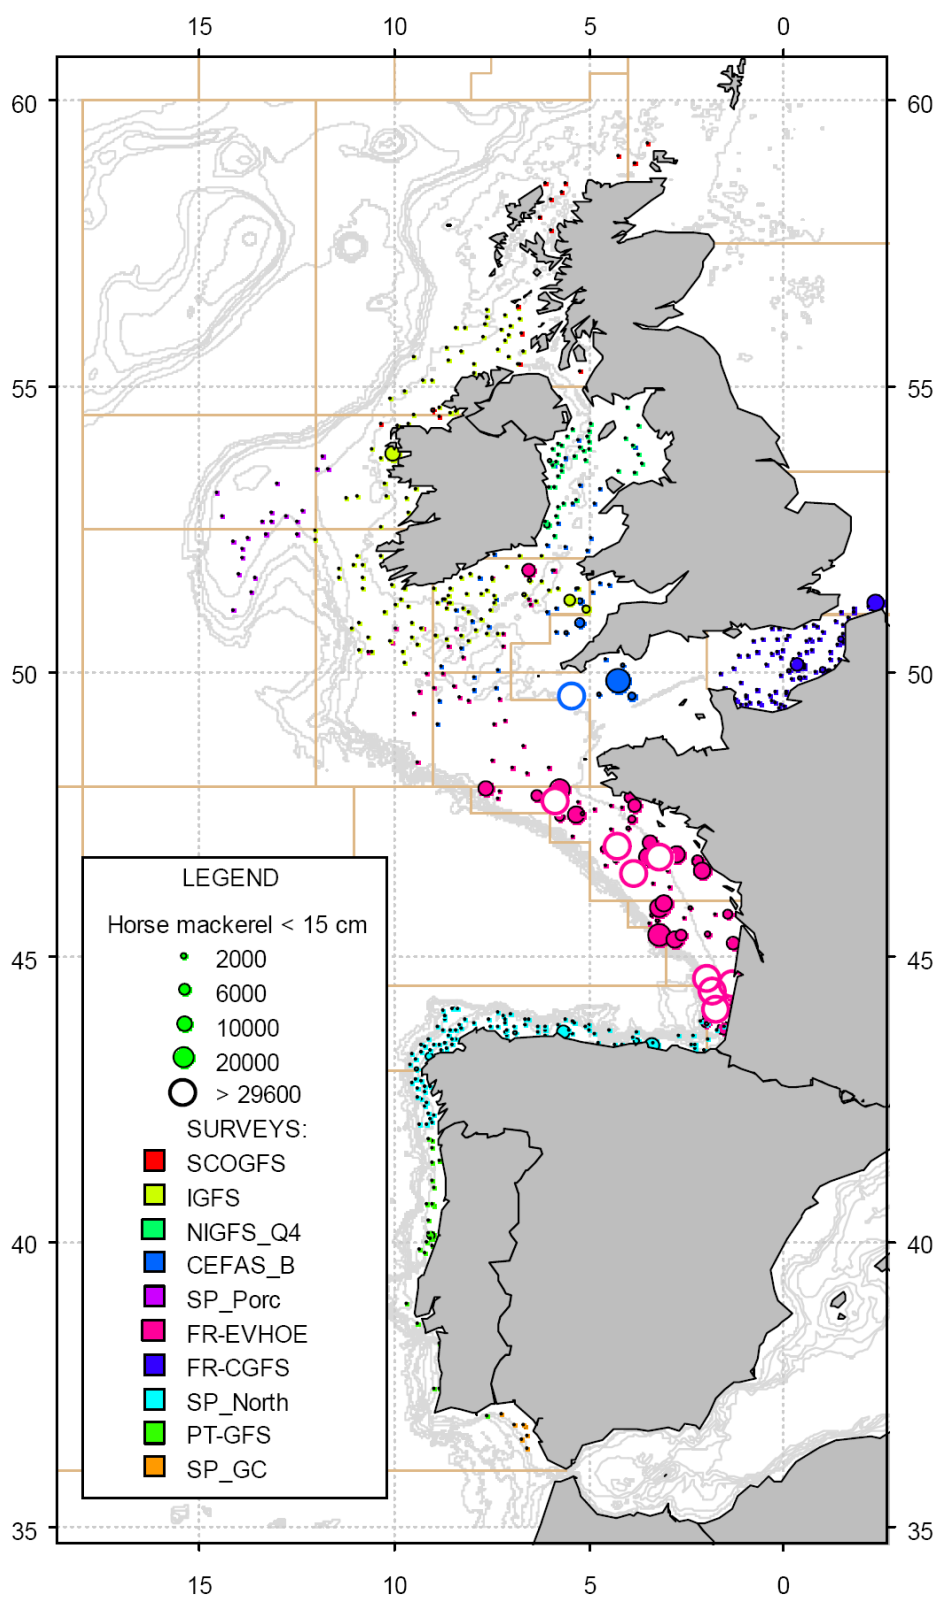 15 10 5 0
60 60
55 55
50 50
45 45
LEGEND
Horse mackerel < 15 cm
2000
6000
10000
20000
> 29600
SURVEYS:
SCOGFS
IGFS
NIGFS_Q4
40 40
CEFAS_B
SP_Porc
FR-EVHOE
FR-CGFS
SP_North
PT-GFS
SP_GC
35 35
15 10 5 0